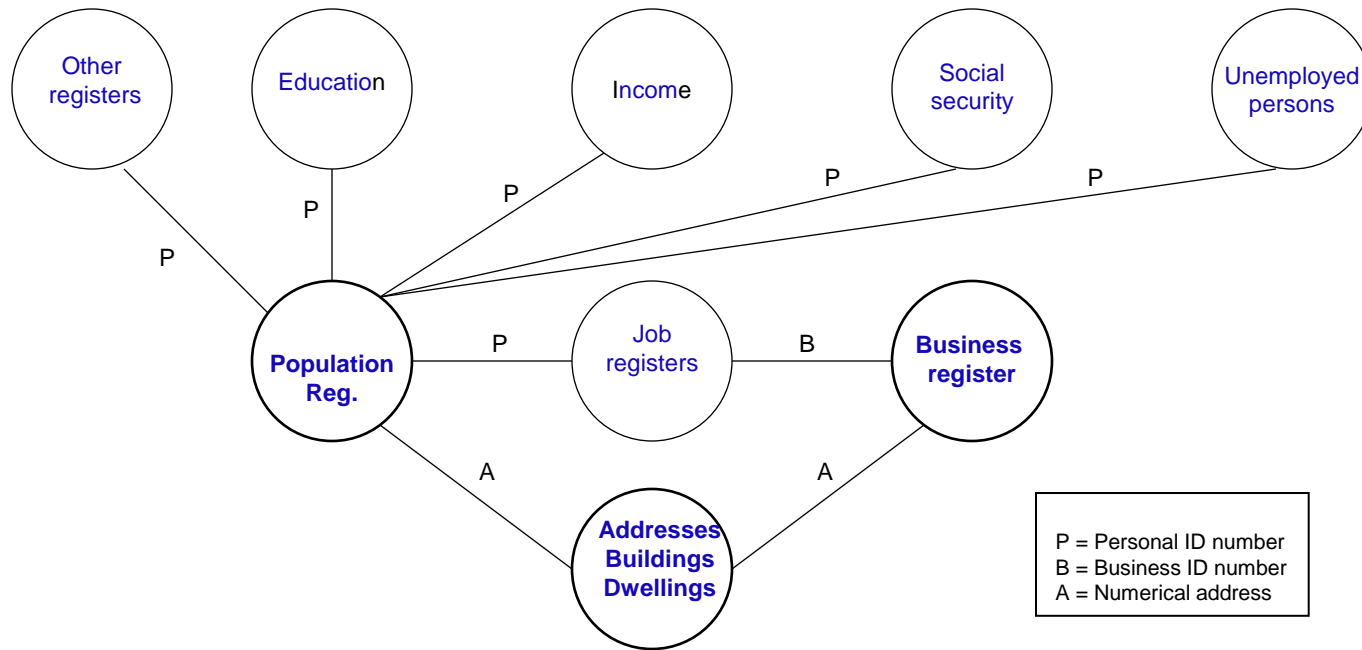 Other
registers
Education
Income
Social
security
Unemployed
persons
P
P
P
P
P
Population
Reg.
P
Job
registers
B
Business
register
A
A
Addresses
Buildings
Dwellings
P = Personal ID number
B = Business ID number
A = Numerical address